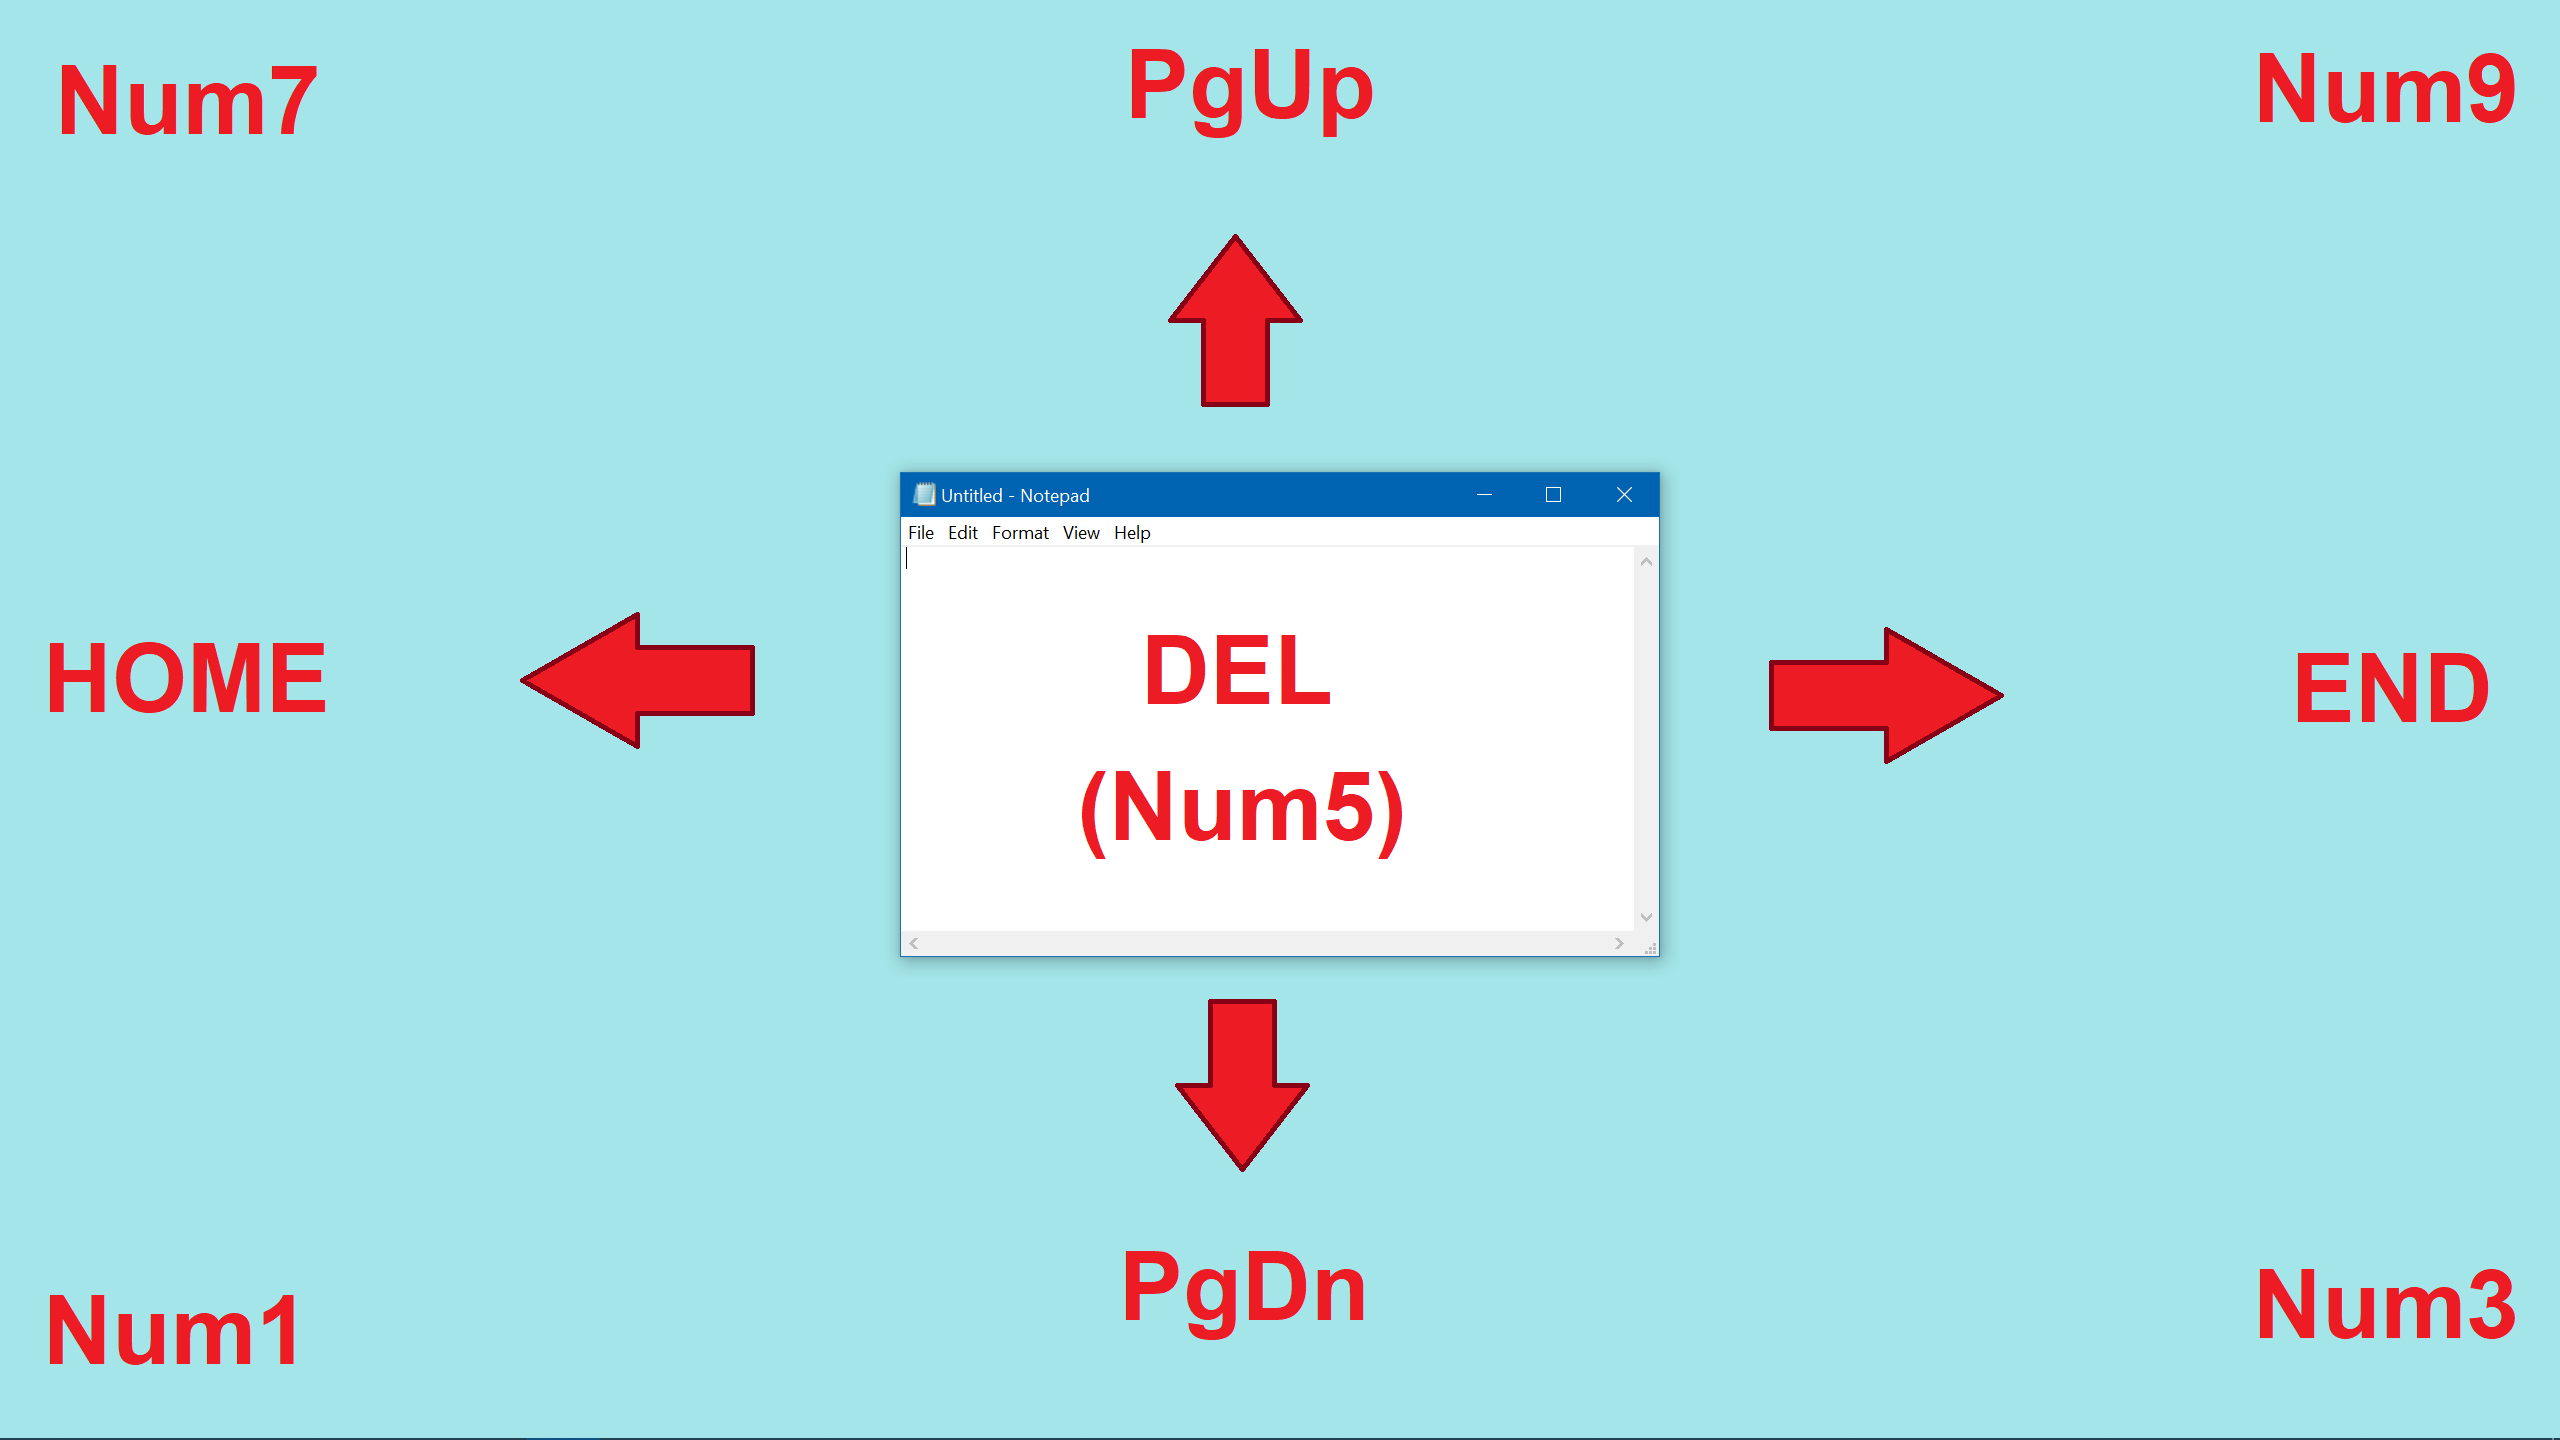 Num7
PgUp
Num9
Untitled - Notepad
File Edit Format View Help
DEL
(Num5)
HOME
END
PgDn
Num1
Num3